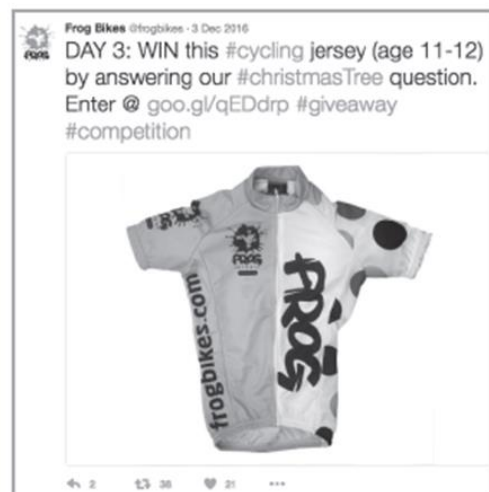 Frog Bikes @frogbikes · 3 Dec 2016
DAY 3: WIN this #cycling jersey (age 11-12)
by answering our #christmasTree question.
Enter @ goo.gl/qEDdrp #giveaway
#competition
FROG
FROG
frogbikes.com
FROG
2 38 21